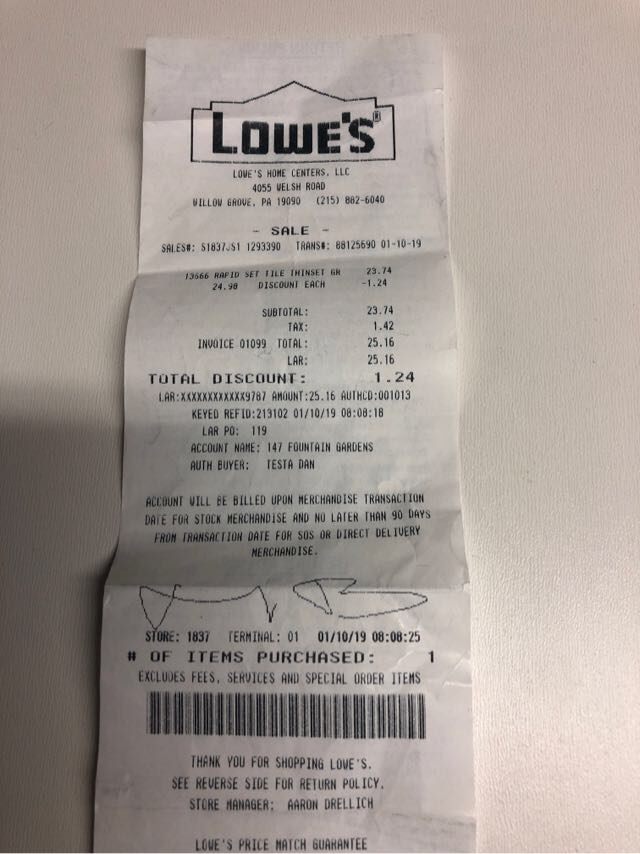 LOWE'S®
LOWE'S HOME CENTERS, LLC
4055 WELSH ROAD
WILLOW GROVE, PA 19090 (215) 882-6040
- SALE -
SALES#: S1837JS1 1293390 TRANS#: 88125690 01-10-19
13666 RAPID SET TILE THINSET GR 23.74
24.98 DISCOUNT EACH -1.24
SUBTOTAL: 23.74
TAX: 1.42
INVOICE 01099 TOTAL: 25.16
LAR: 25.16
TOTAL DISCOUNT: 1.24
LAR:XXXXXXXXXXXX9787 AMOUNT:25.16 AUTHCD:001013
KEYED REFID:213102 01/10/19 08:08:18
LAR PO: 119
ACCOUNT NAME: 147 FOUNTAIN GARDENS
AUTH BUYER: TESTA DAN
ACCOUNT WILL BE BILLED UPON MERCHANDISE TRANSACTION
DATE FOR STOCK MERCHANDISE AND NO LATER THAN 90 DAYS
FROM TRANSACTION DATE FOR SOS OR DIRECT DELIVERY
MERCHANDISE.
STORE: 1837 TERMINAL: 01 01/10/19 08:08:25
# OF ITEMS PURCHASED: 1
EXCLUDES FEES, SERVICES AND SPECIAL ORDER ITEMS
THANK YOU FOR SHOPPING LOWE'S.
SEE REVERSE SIDE FOR RETURN POLICY.
STORE MANAGER: AARON DRELLICH
LOWE'S PRICE MATCH GUARANTEE